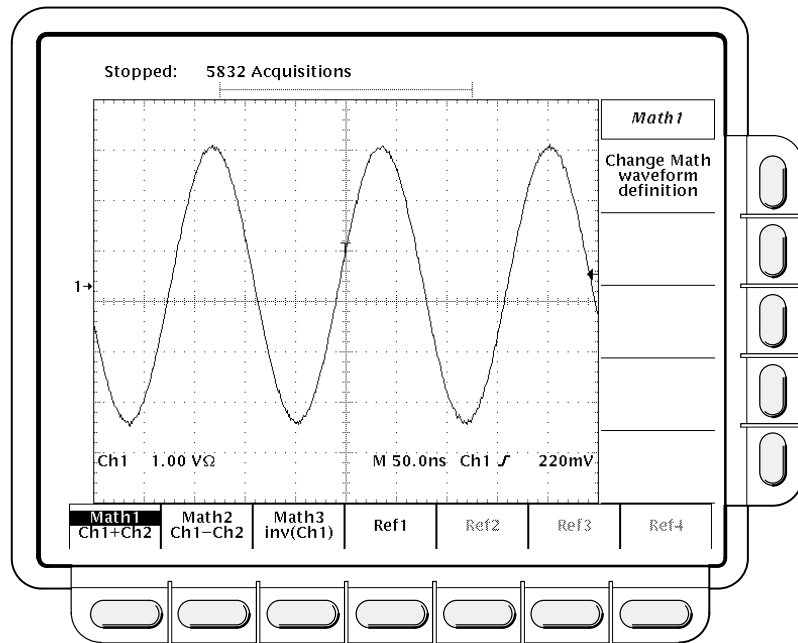 Stopped: 5832 Acquisitions
Math1
Change Math
waveform
definition
T
1
Ch1 1.00 VΩ M 50.0ns Ch1 220mV
Math1 Math2 Math3 Ref1 Ref2 Ref3 Ref4
Ch1+Ch2 Ch1−Ch2 inv(Ch1)